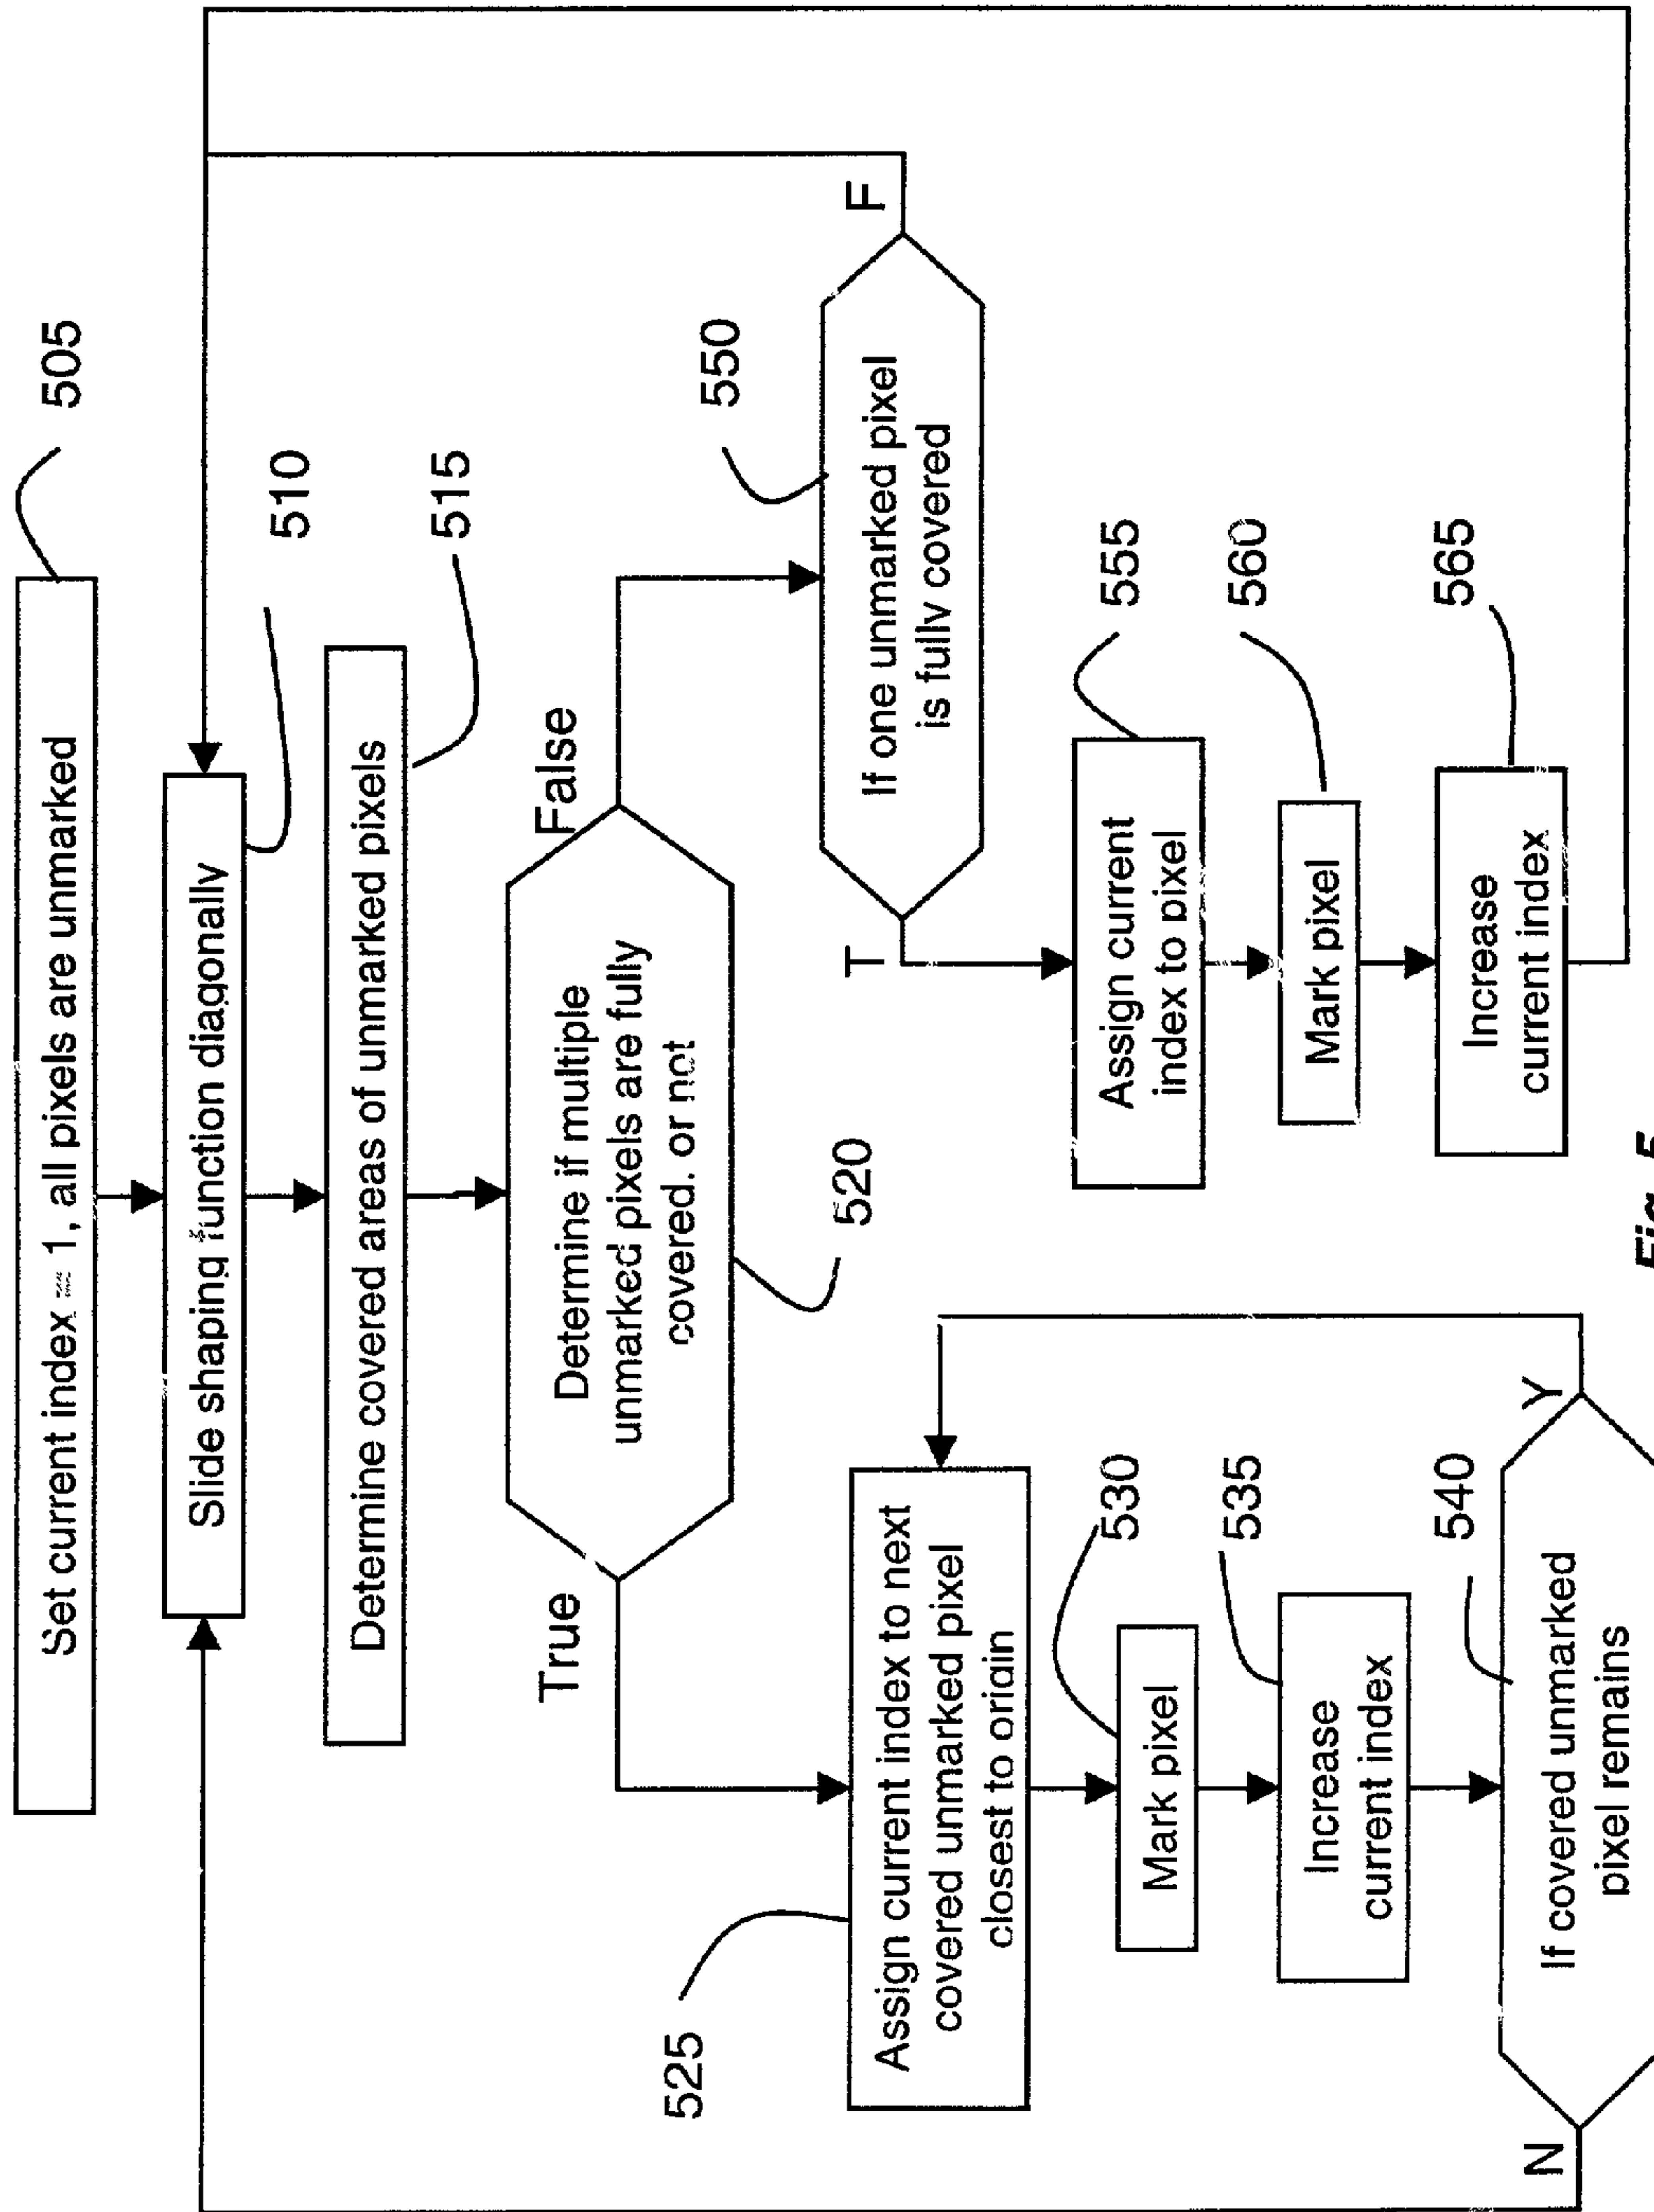 Set current index = 1, all pixels are unmarked
505
Slide shaping function diagonally
510
Determine covered areas of unmarked pixels
515
True
False
Determine if multiple
unmarked pixels are fully
covered. or not
520
550
525
Assign current index to next
covered unmarked pixel
closest to origin
F
If one unmarked pixel
is fully covered
T
530
Mark pixel
555
Assign current
index to pixel
535
Increase
current index
560
Mark pixel
540
If covered unmarked
pixel remains
Y
N
565
Increase
current index
Fig. 5